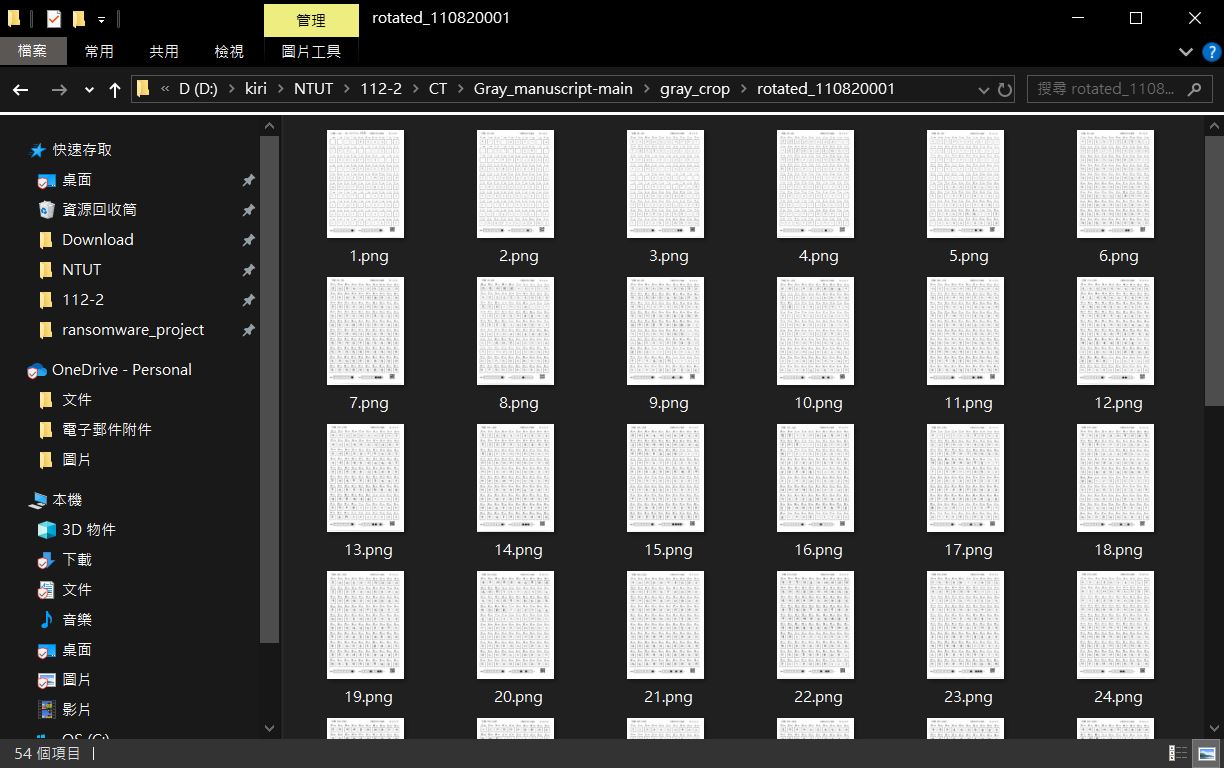 管理
rotated_110820001
檔案
常用
共用
檢視
圖片工具
?
« D (D:) > kiri > NTUT > 112-2 > CT > Gray_manuscript-main > gray_crop > rotated_110820001
搜尋 rotated_1108...
快速存取
桌面
資源回收筒
Download
NTUT
112-2
ransomware_project
OneDrive - Personal
文件
電子郵件附件
圖片
本機
3D 物件
下載
文件
音樂
桌面
圖片
影片
OS (C:)
1.png
2.png
3.png
4.png
5.png
6.png
7.png
8.png
9.png
10.png
11.png
12.png
13.png
14.png
15.png
16.png
17.png
18.png
19.png
20.png
21.png
22.png
23.png
24.png
54 個項目